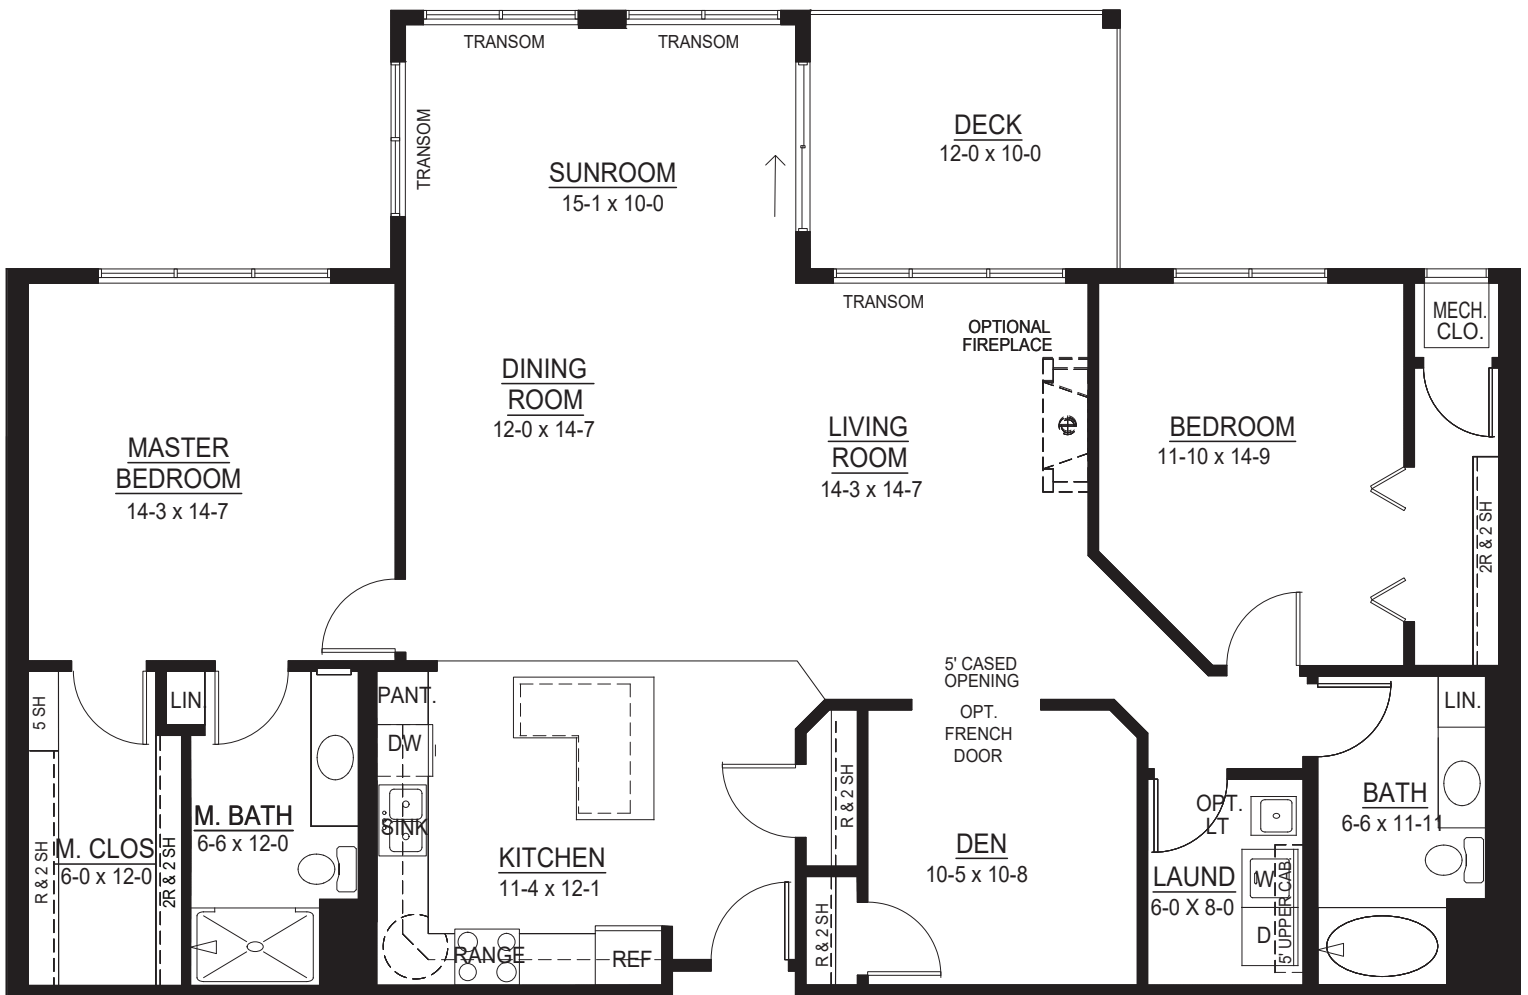 TRANSOM
TRANSOM
TRANSOM
SUNROOM
15-1 x 10-0
DECK
12-0 x 10-0
TRANSOM
OPTIONAL
FIREPLACE
MECH.
CLO.
DINING
ROOM
12-0 x 14-7
LIVING
ROOM
14-3 x 14-7
BEDROOM
11-10 x 14-9
MASTER
BEDROOM
14-3 x 14-7
2R & 2 SH
5' CASED
OPENING
OPT.
FRENCH
DOOR
5 SH
LIN.
PANT.
DW
SINK
LIN.
M. BATH
6-6 x 12-0
M. CLOS
6-0 x 12-0
R & 2 SH
2R & 2 SH
KITCHEN
11-4 x 12-1
RANGE
REF
R & 2 SH
R & 2 SH
DEN
10-5 x 10-8
OPT.
LT
LAUND
6-0 X 8-0
W
D
5' UPPER CAB.
BATH
6-6 x 11-11